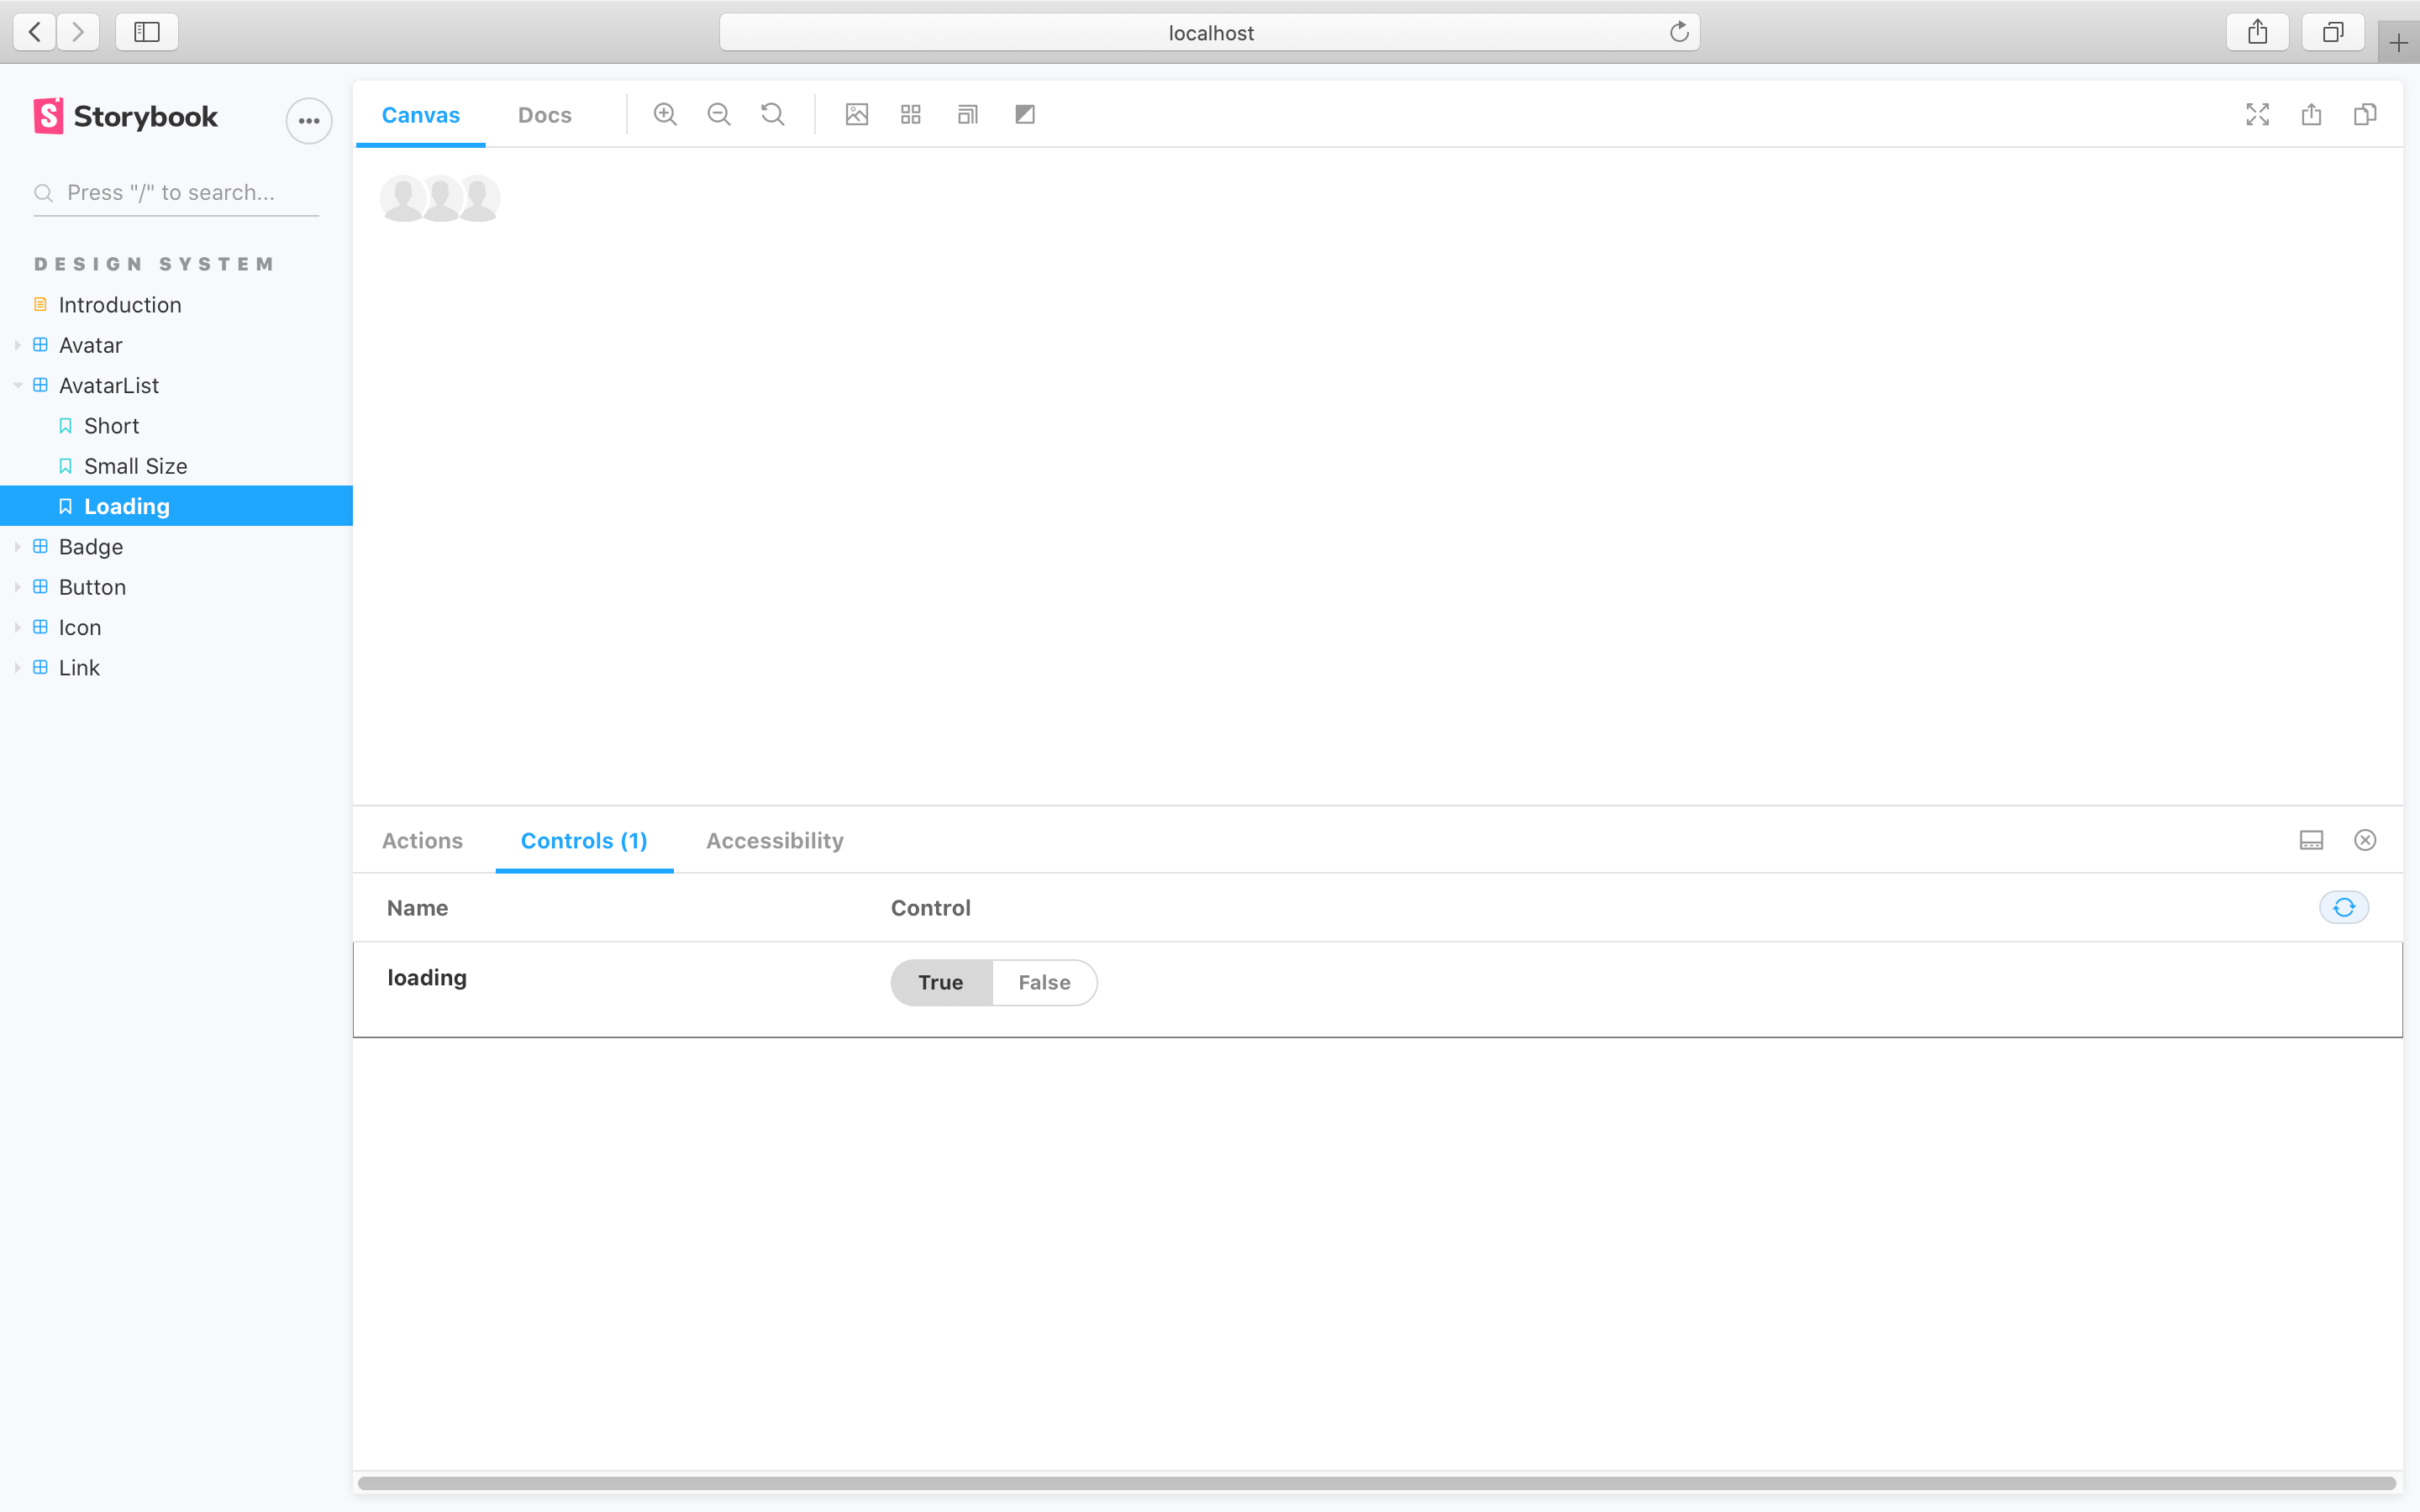 localhost
Storybook
Press "/" to search...
DESIGN SYSTEM
Introduction
Avatar
AvatarList
Short
Small Size
Loading
Badge
Button
Icon
Link
Canvas
Docs
Actions
Controls (1)
Accessibility
Name
Control
loading
True
False